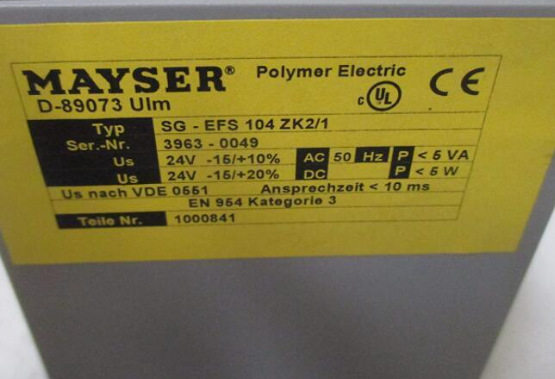 MAYSER® Polymer Electric
D-89073 Ulm
c UL® CE
Typ SG - EFS 104 ZK2/1
Ser.-Nr. 3963 - 0049
Us 24V -15/+10% AC 50 Hz P < 5 VA
Us 24V -15/+20% DC P < 5 W
Us nach VDE 0551 Ansprechzeit < 10 ms
EN 954 Kategorie 3
Teile Nr. 1000841